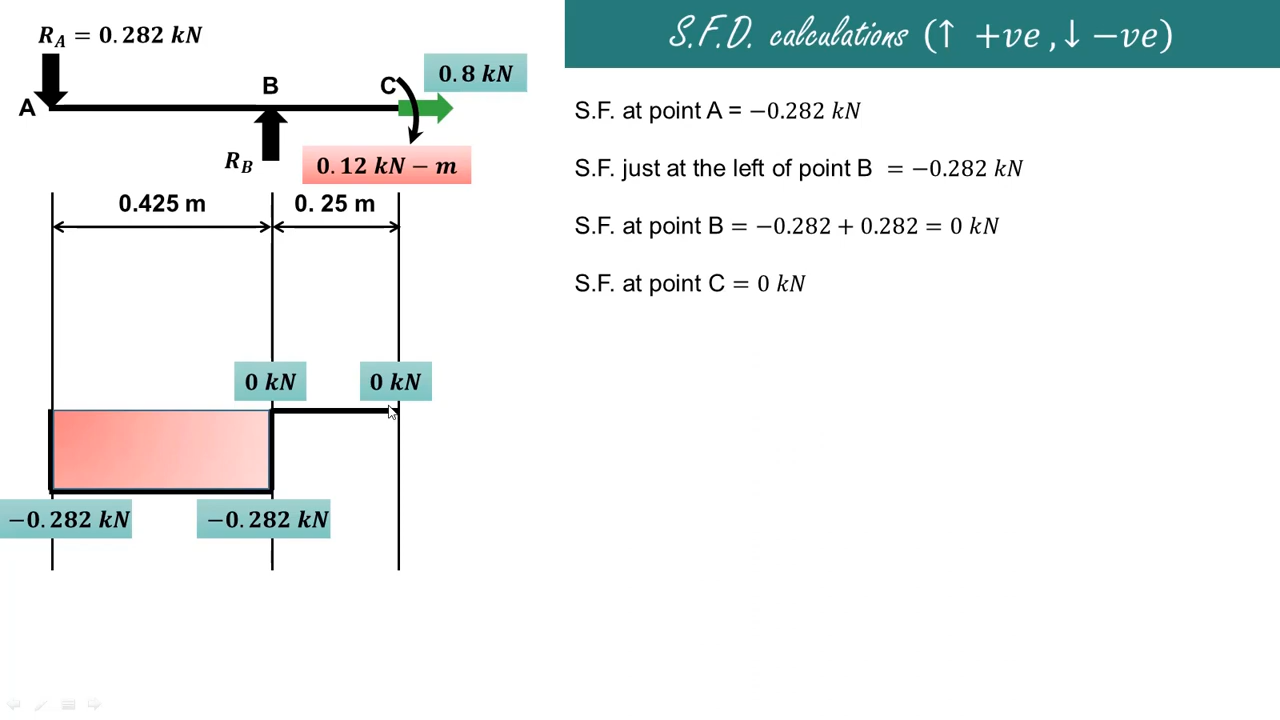 R_A = 0.282 kN
S.F.D. calculations (↑ +ve ,↓ −ve)
B
C
0.8 kN
A
R_B
0.12 kN − m
0.425 m
0. 25 m
S.F. at point A = −0.282 kN
S.F. just at the left of point B = −0.282 kN
S.F. at point B = −0.282 + 0.282 = 0 kN
S.F. at point C = 0 kN
0 kN
0 kN
−0.282 kN
−0.282 kN